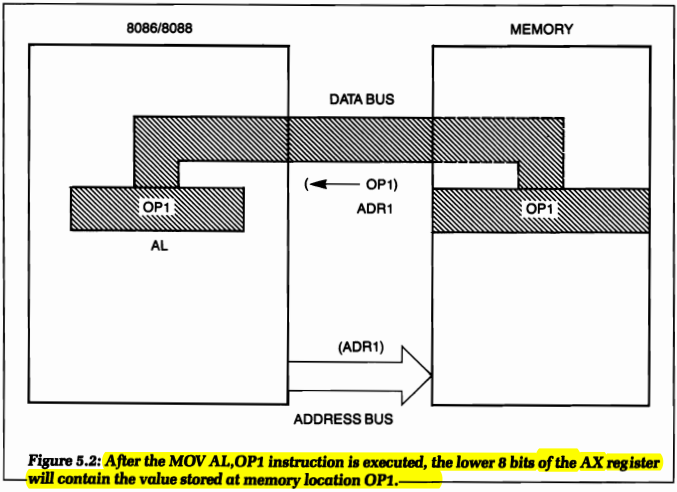 8086/8088
MEMORY
DATA BUS
( ← OP1)
OP1
ADR1
OP1
AL
(ADR1)
ADDRESS BUS
Figure 5.2: After the MOV AL,OP1 instruction is executed, the lower 8 bits of the AX register
will contain the value stored at memory location OP1.